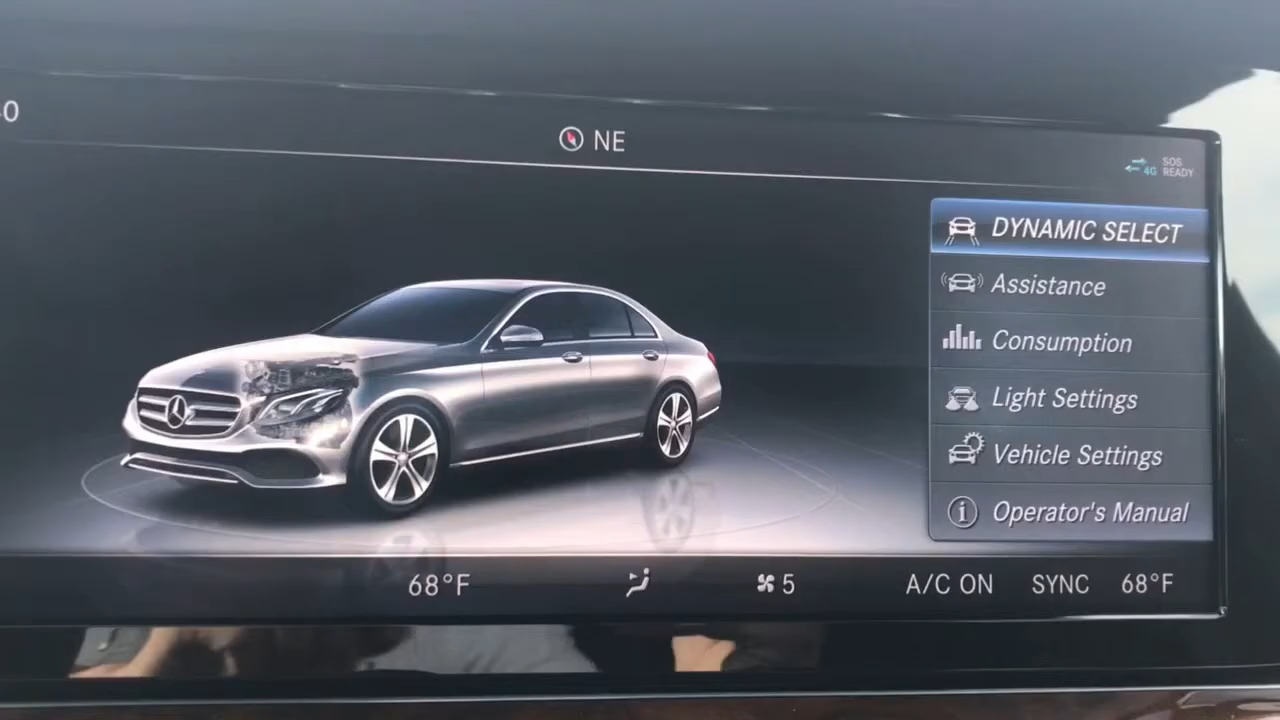 NE
4G
SOS
READY
DYNAMIC SELECT
Assistance
Consumption
Light Settings
Vehicle Settings
Operator's Manual
68°F
5
A/C ON
SYNC
68°F